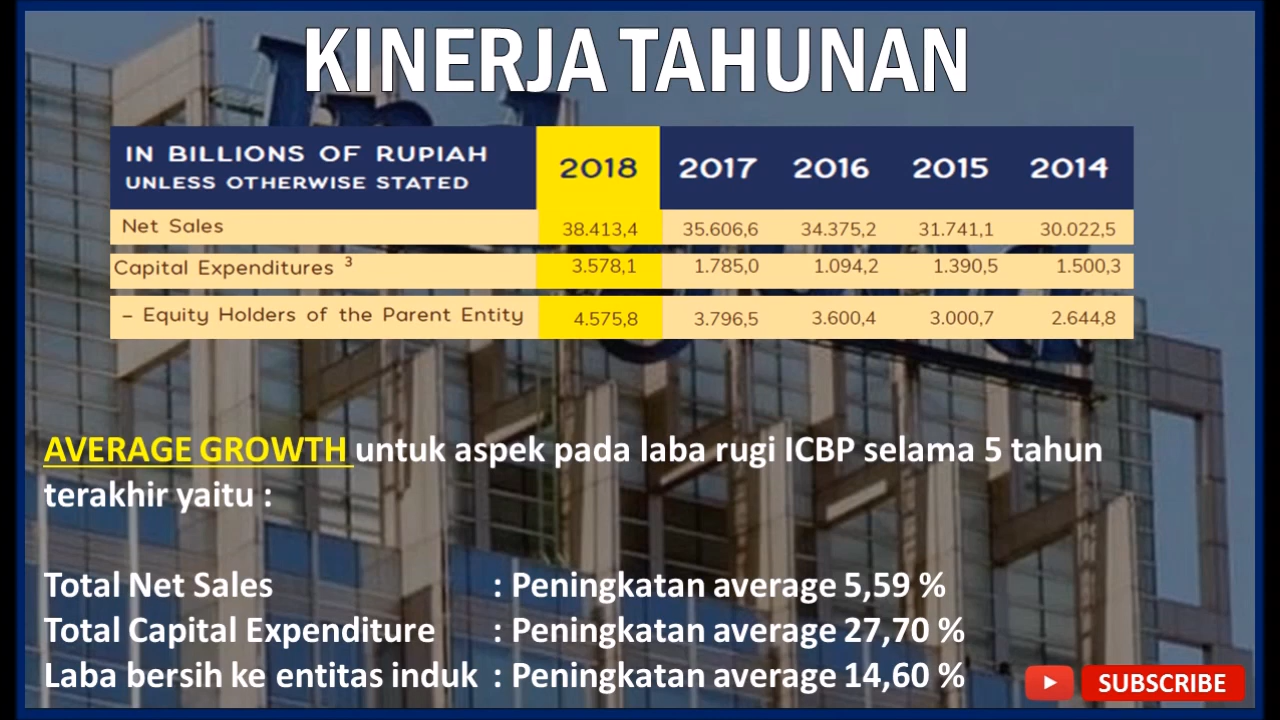 KINERJA TAHUNAN
IN BILLIONS OF RUPIAH
UNLESS OTHERWISE STATED
2018 2017 2016 2015 2014
Net Sales 38.413,4 35.606,6 34.375,2 31.741,1 30.022,5
Capital Expenditures ³ 3.578,1 1.785,0 1.094,2 1.390,5 1.500,3
– Equity Holders of the Parent Entity 4.575,8 3.796,5 3.600,4 3.000,7 2.644,8
AVERAGE GROWTH untuk aspek pada laba rugi ICBP selama 5 tahun
terakhir yaitu :
Total Net Sales : Peningkatan average 5,59 %
Total Capital Expenditure : Peningkatan average 27,70 %
Laba bersih ke entitas induk : Peningkatan average 14,60 %
SUBSCRIBE